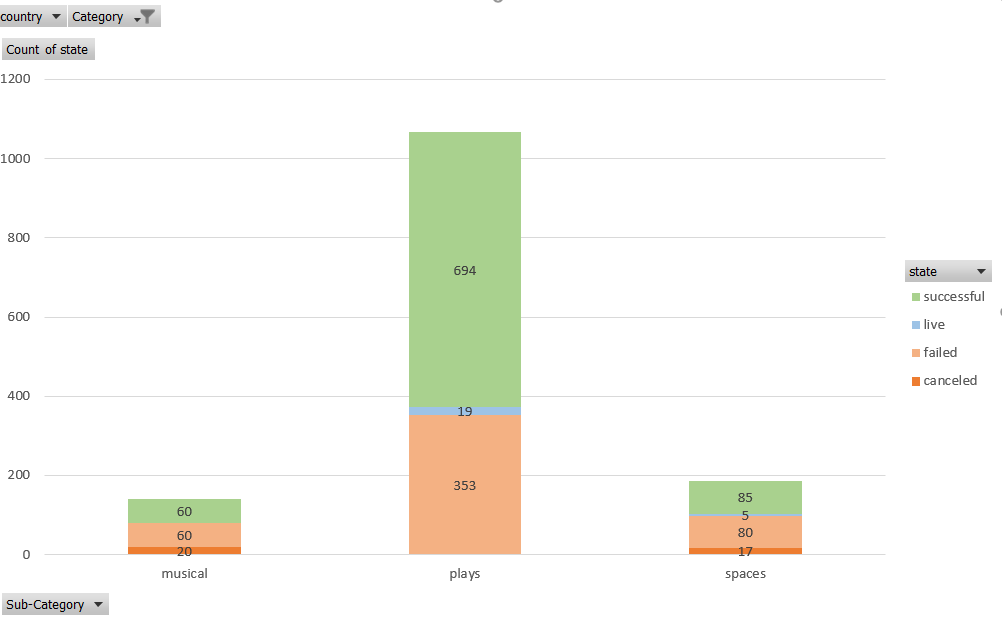 country Category
Count of state
1200
1000
800
600
400
200
0
694
19
353
60
60
20
85
5
80
17
musical plays spaces
state
successful
live
failed
canceled
Sub-Category